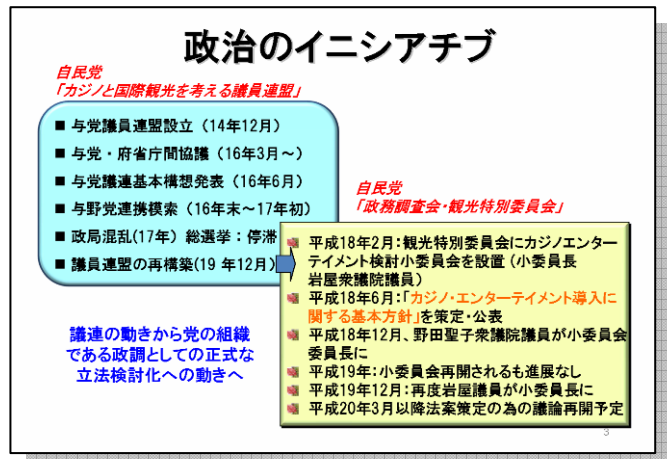 政治のイニシアチブ
自民党
「カジノと国際観光を考える議員連盟」
■ 与党議員連盟設立（14年12月）
■ 与党・府省庁間協議（16年3月～）
■ 与党議連基本構想発表（16年6月）
■ 与野党連携模索（16年末～17年初）
■ 政局混乱(17年) 総選挙：停滞
■ 議員連盟の再構築(19 年12月)
自民党
「政務調査会・観光特別委員会」
平成18年2月：観光特別委員会にカジノエンター
テイメント検討小委員会を設置（小委員長
岩屋衆議院議員）
平成18年6月：「カジノ・エンターテイメント導入に
関する基本方針」を策定・公表
平成18年12月、野田聖子衆議院議員が小委員会
委員長に
平成19年：小委員会再開されるも進展なし
平成19年12月：再度岩屋議員が小委員長に
平成20年3月以降法案策定の為の議論再開予定
議連の動きから党の組織
である政調としての正式な
立法検討化への動きへ
3